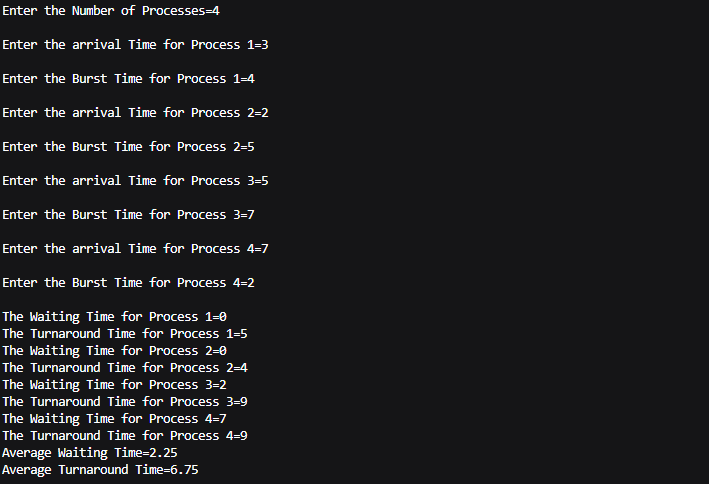 Enter the Number of Processes=4
Enter the arrival Time for Process 1=3
Enter the Burst Time for Process 1=4
Enter the arrival Time for Process 2=2
Enter the Burst Time for Process 2=5
Enter the arrival Time for Process 3=5
Enter the Burst Time for Process 3=7
Enter the arrival Time for Process 4=7
Enter the Burst Time for Process 4=2
The Waiting Time for Process 1=0
The Turnaround Time for Process 1=5
The Waiting Time for Process 2=0
The Turnaround Time for Process 2=4
The Waiting Time for Process 3=2
The Turnaround Time for Process 3=9
The Waiting Time for Process 4=7
The Turnaround Time for Process 4=9
Average Waiting Time=2.25
Average Turnaround Time=6.75